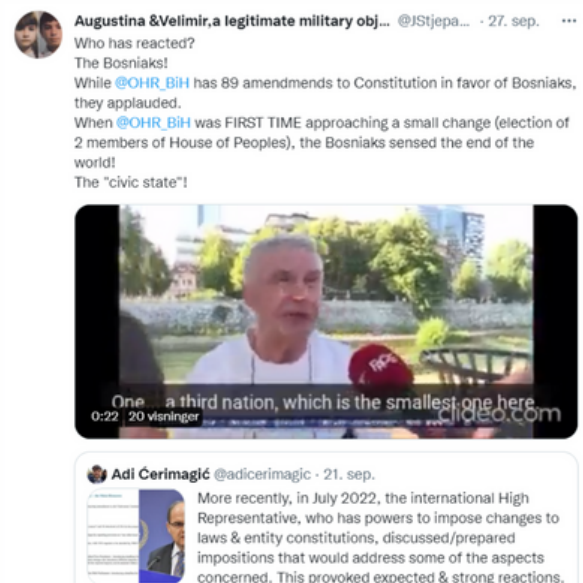 Augustina &Velimir,a legitimate military obj... @JStjepa... · 27. sep. ...
Who has reacted?
The Bosniaks!
While @OHR_BiH has 89 amendmends to Constitution in favor of Bosniaks,
they applauded.
When @OHR_BiH was FIRST TIME approaching a small change (election of
2 members of House of Peoples), the Bosniaks sensed the end of the
world!
The "civic state"!
One... a third nation, which is the smallest one here.
0:22 20 visninger
clideo.com
Adi Ćerimagić @adicerimagic · 21. sep.
More recently, in July 2022, the international High
Representative, who has powers to impose changes to
laws & entity constitutions, discussed/prepared
impositions that would address some of the aspects
concerned. This provoked expected & strong reactions.